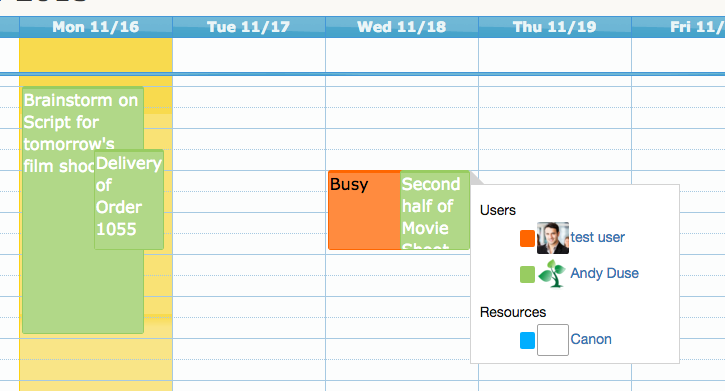 Mon 11/16
Tue 11/17
Wed 11/18
Thu 11/19
Fri 11/
Brainstorm on
Script for
tomorrow's
film shoo
Delivery
of
Order
1055
Busy
Second
half of
Movie
Shoot
Users
test user
Andy Duse
Resources
Canon